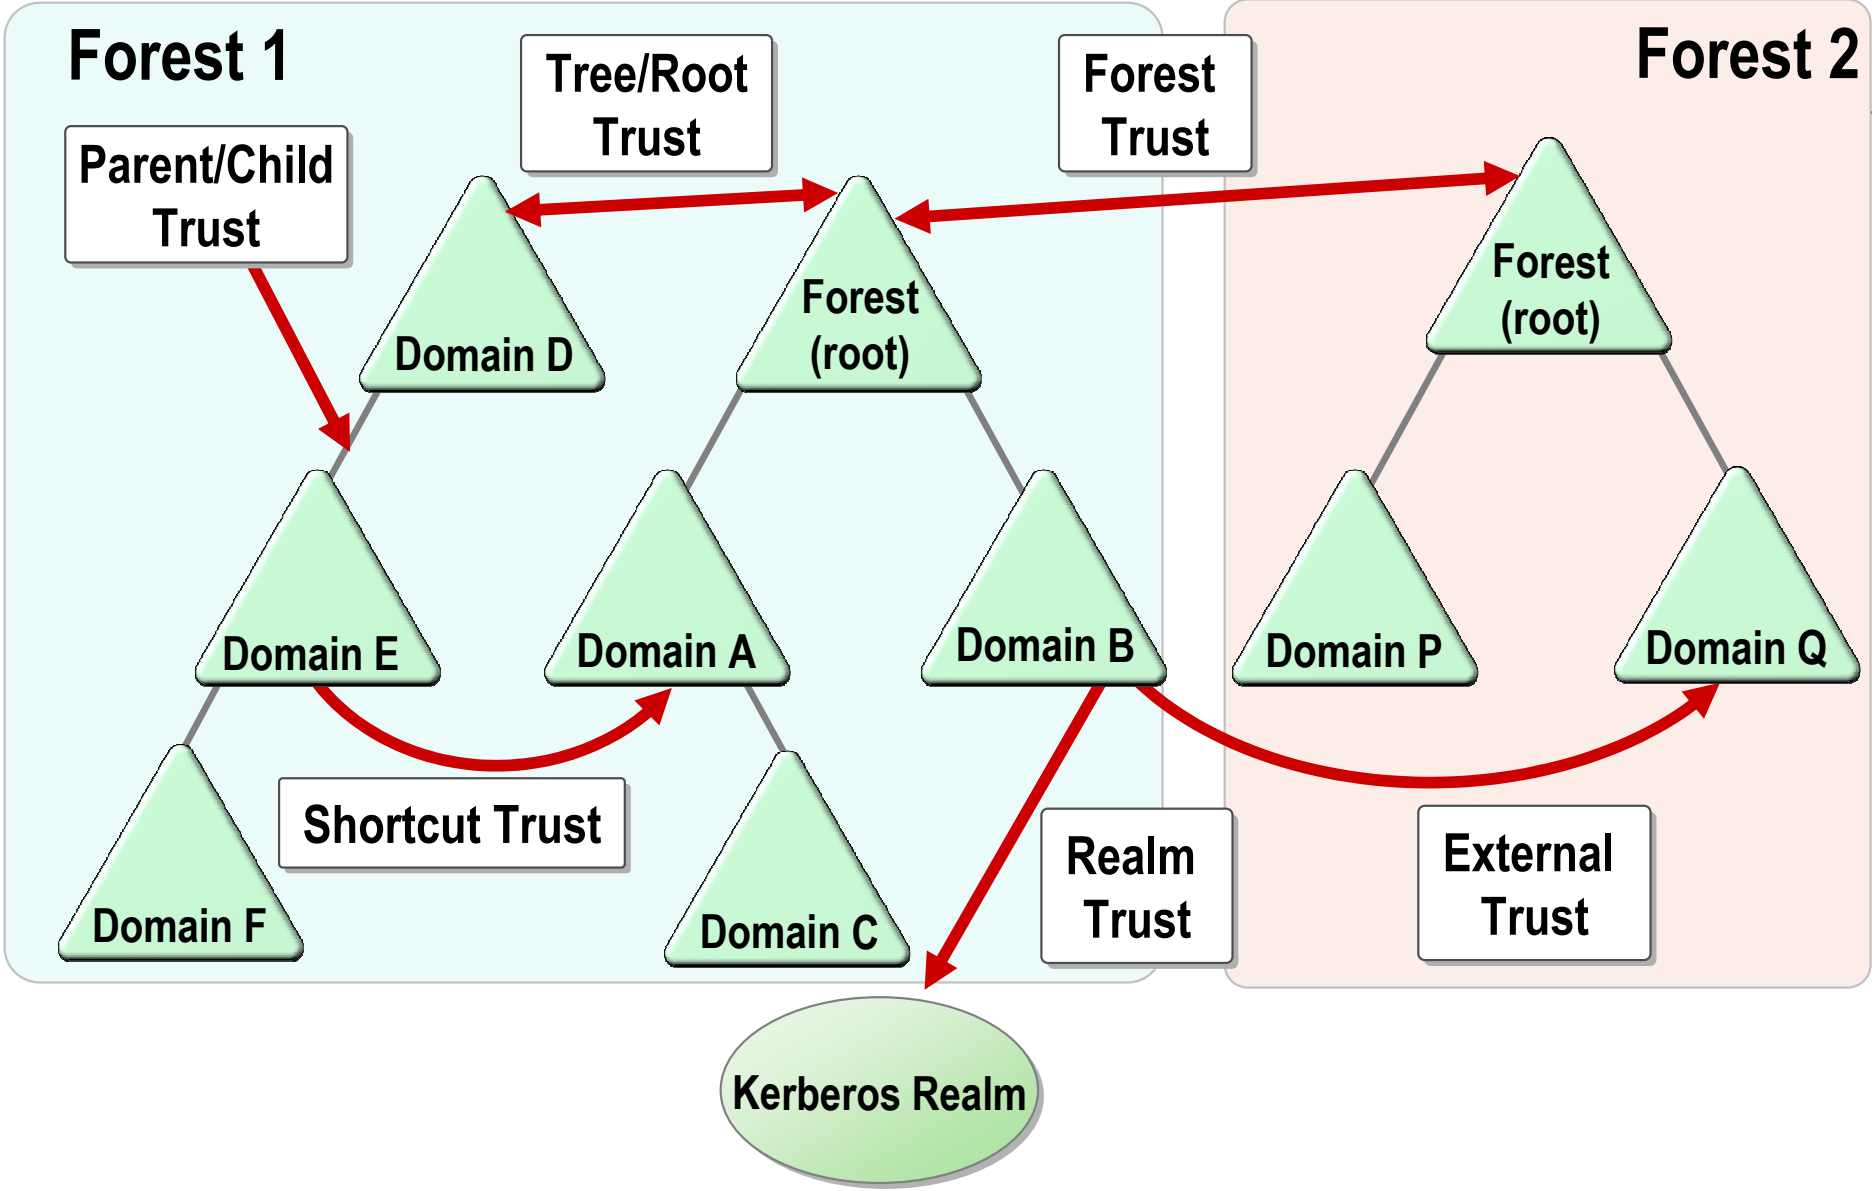 Forest 1
Forest 2
Tree/Root
Trust
Forest
Trust
Parent/Child
Trust
Domain D
Forest
(root)
Forest
(root)
Domain E
Domain A
Domain B
Domain P
Domain Q
Shortcut Trust
Realm
Trust
External
Trust
Domain F
Domain C
Kerberos Realm